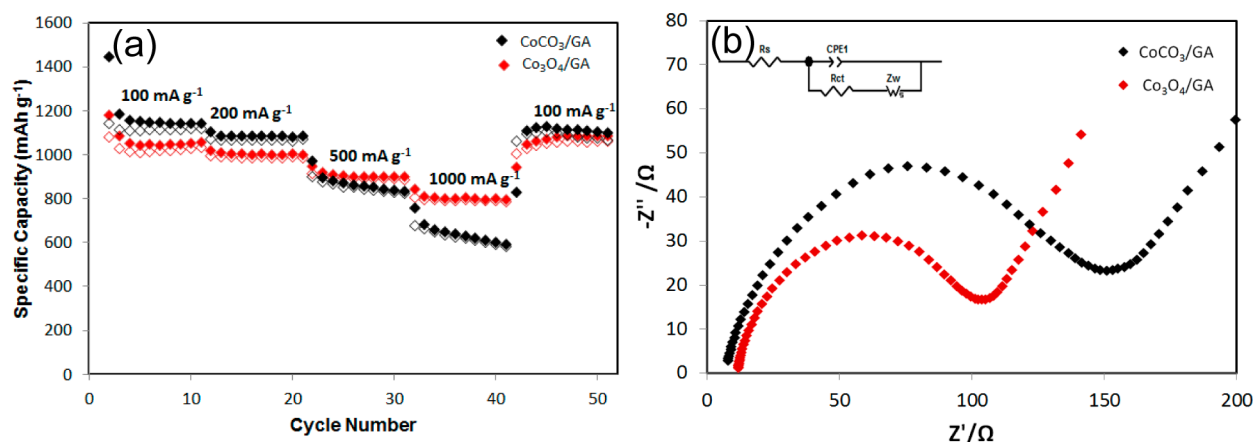 (a)
CoCO₃/GA
Co₃O₄/GA
100 mA g⁻¹
200 mA g⁻¹
500 mA g⁻¹
1000 mA g⁻¹
100 mA g⁻¹
1600
1400
1200
1000
800
600
400
200
0
0
10
20
30
40
50
Specific Capacity (mAh g⁻¹)
Cycle Number
(b)
Rs
CPE1
Rct
Zw
s
CoCO₃/GA
Co₃O₄/GA
80
70
60
50
40
30
20
10
0
0
50
100
150
200
-Z''/Ω
Z'/Ω